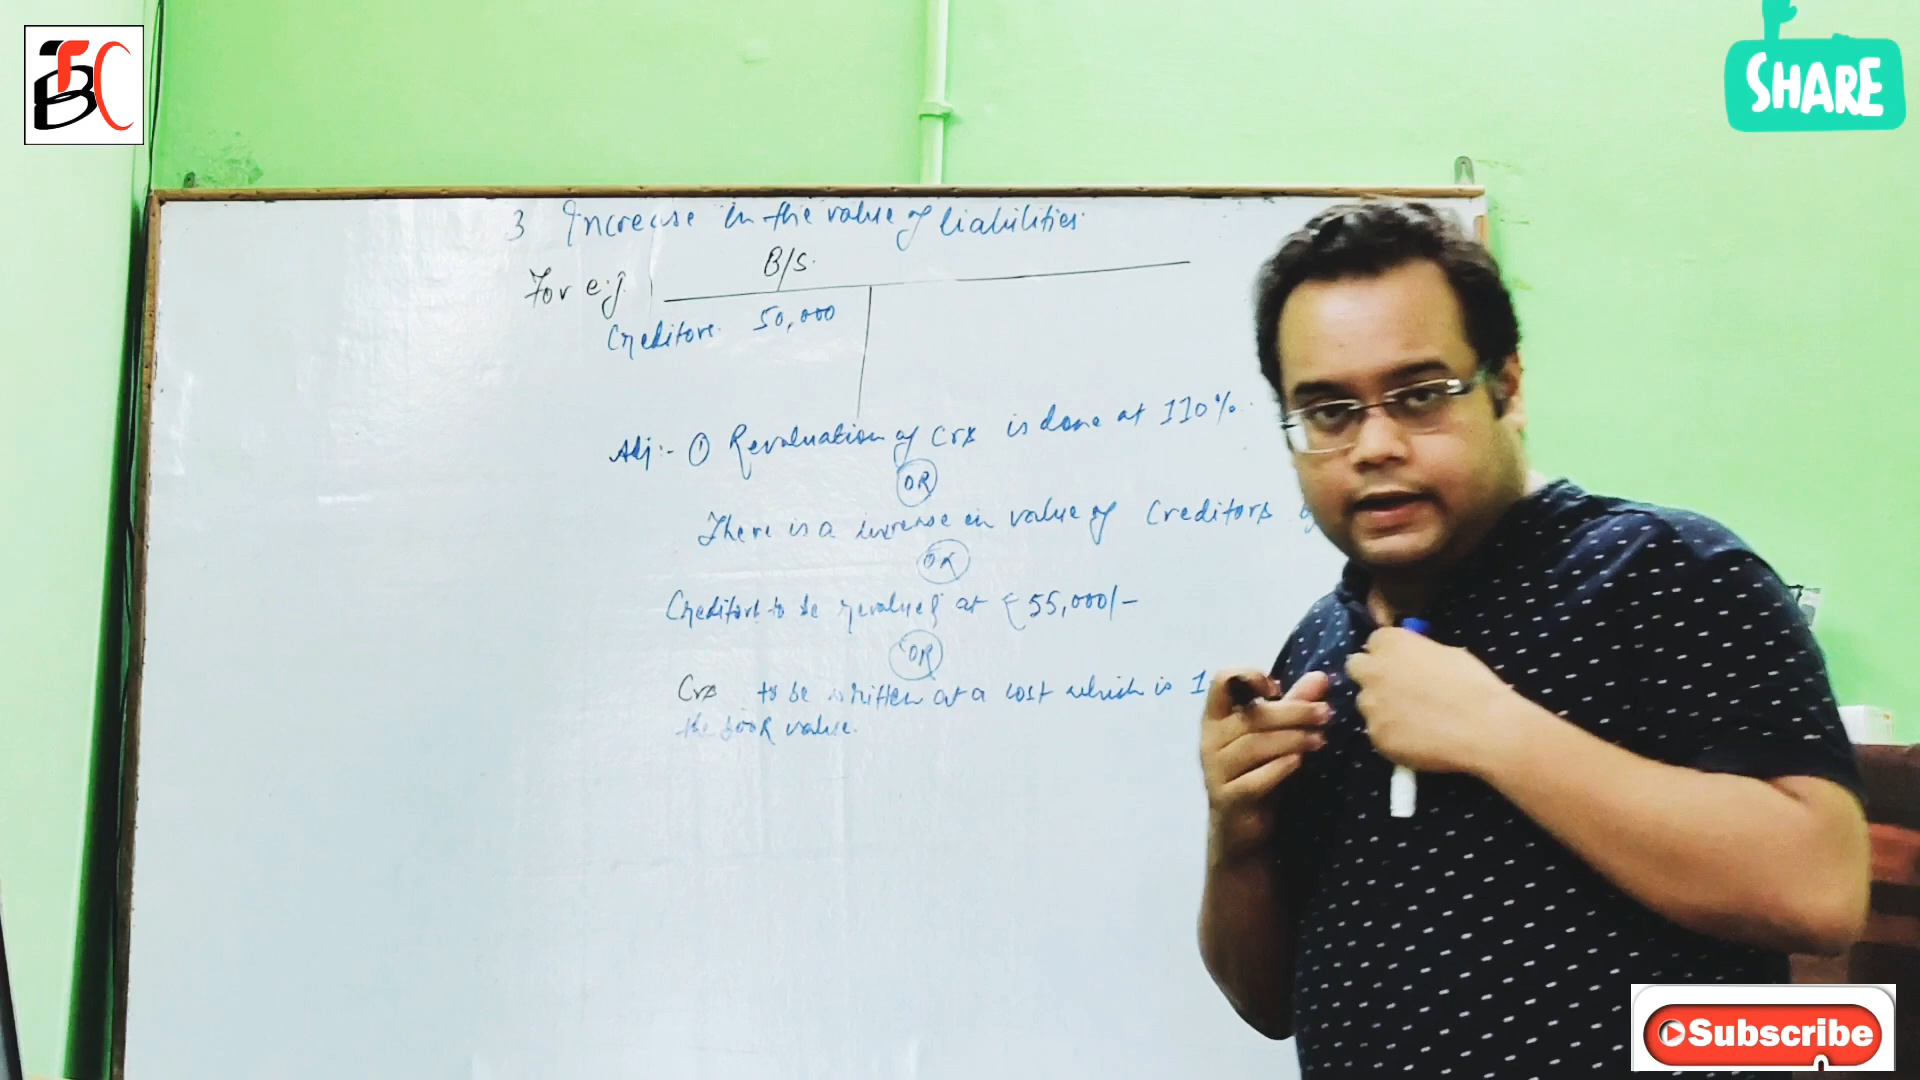 TBC
SHARE
3 Increase in the value of liabilities
B/S.
For e.g.
Creditors. 50,000
Adj:- ① Revaluation of Crs is done at 110%.
OR
There is a increase in value of Creditors
OR
Creditors to be revalued at ₹55,000/-
OR
Crs to be written at a cost which is 1
the book value.
Subscribe